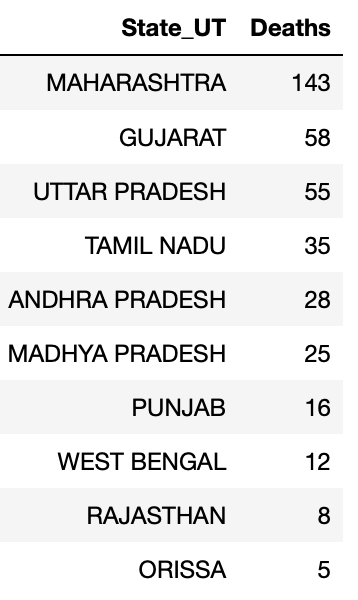 State_UT Deaths
MAHARASHTRA 143
GUJARAT 58
UTTAR PRADESH 55
TAMIL NADU 35
ANDHRA PRADESH 28
MADHYA PRADESH 25
PUNJAB 16
WEST BENGAL 12
RAJASTHAN 8
ORISSA 5